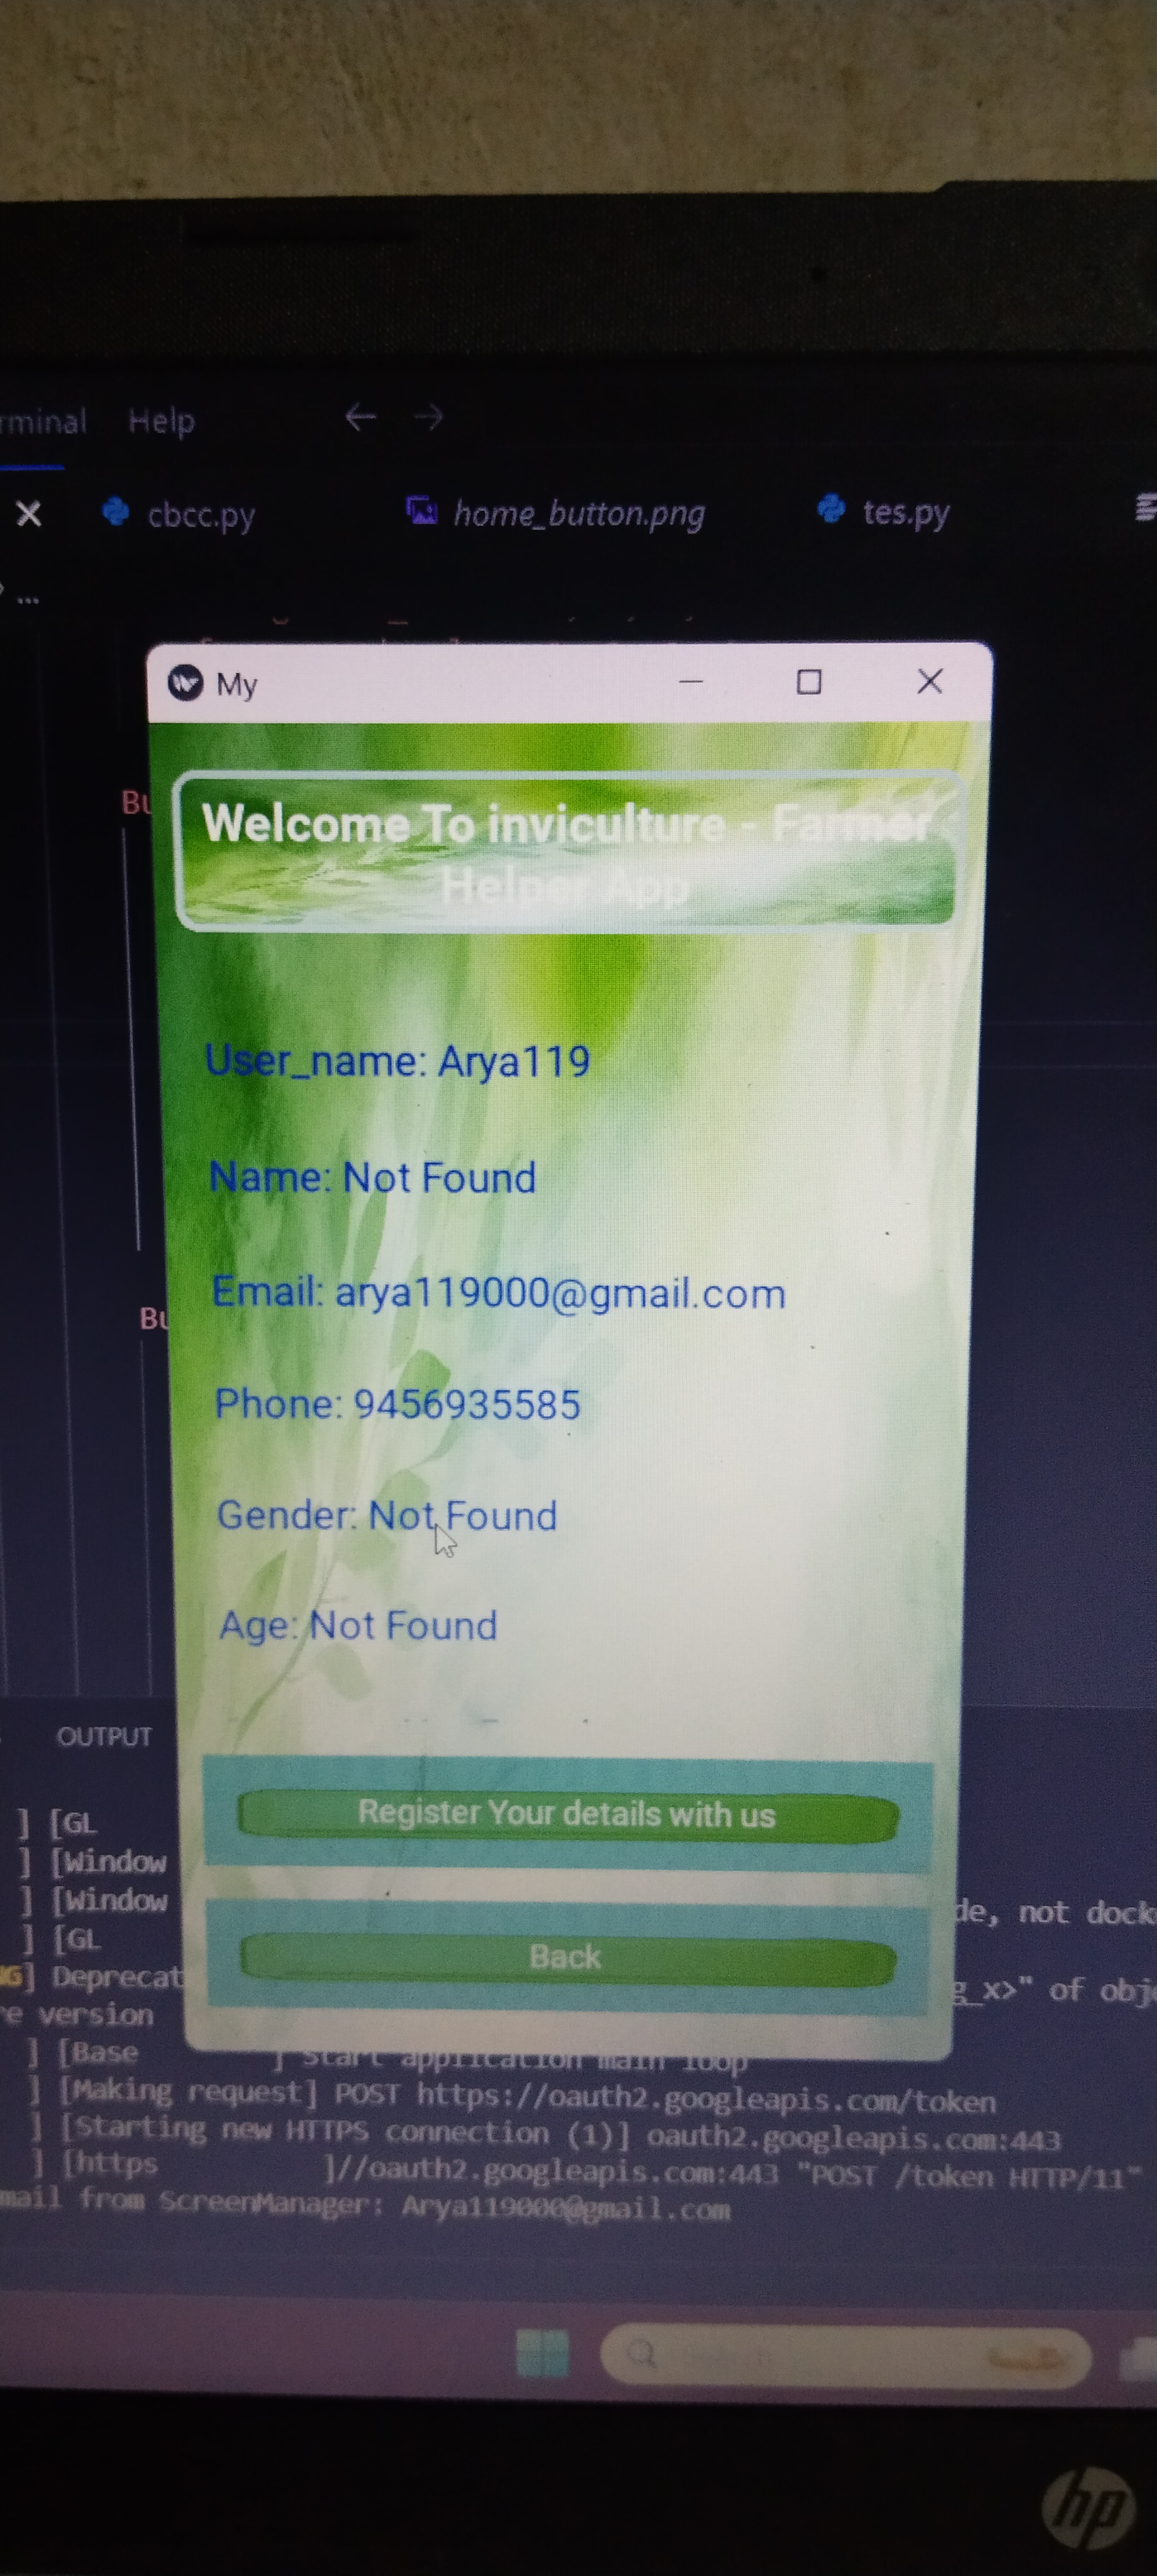 rminal Help
cbcc.py home_button.png tes.py
...
My
Bu
Welcome To inviculture - Farmer
Helper App
User_name: Arya119
Name: Not Found
Email: arya119000@gmail.com
Bu
Phone: 9456935585
Gender: Not Found
Age: Not Found
OUTPUT
Register Your details with us
] [GL
] [Window
] [Window de, not dock
] [GL
Back
G] Deprecat g_x>" of obje
re version
] [Base ] Start application main loop
] [Making request] POST https://oauth2.googleapis.com/token
] [Starting new HTTPS connection (1)] oauth2.googleapis.com:443
] [https ]//oauth2.googleapis.com:443 "POST /token HTTP/11"
mail from ScreenManager: Arya119000@gmail.com
hp